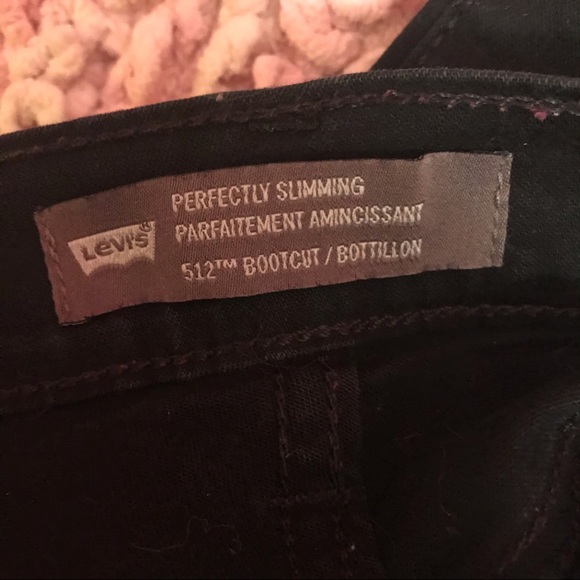 Levi's®
PERFECTLY SLIMMING
PARFAITEMENT AMINCISSANT
512™ BOOTCUT / BOTTILLON